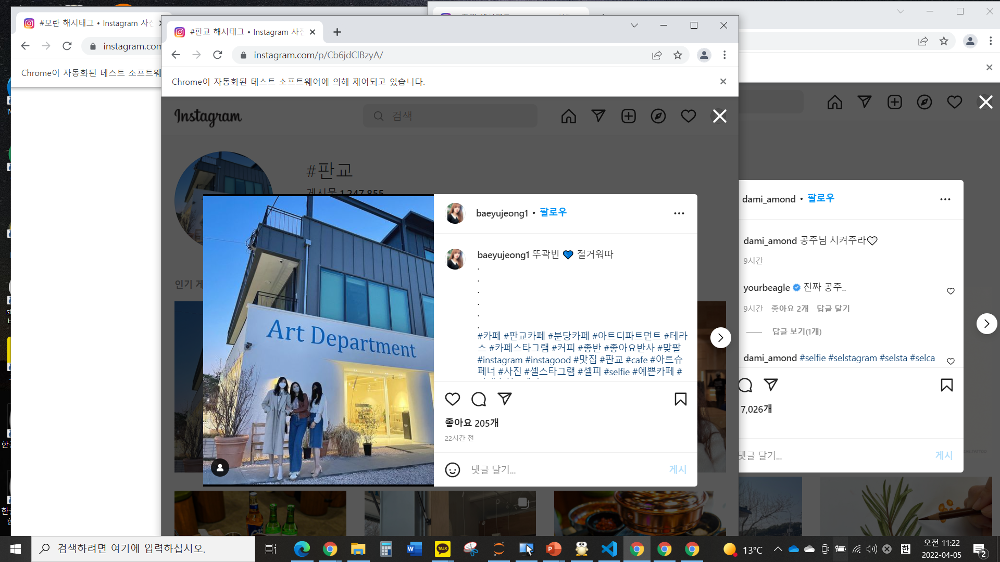 #모란 해시태그 • Instagram 사진
instagram.com
Chrome이 자동화된 테스트 소프트웨
#판교 해시태그 • Instagram 사진
instagram.com/p/Cb6jdClBzyA/
Chrome이 자동화된 테스트 소프트웨어에 의해 제어되고 있습니다.
Instagram
검색
#판교
게시물 1,247,855
인기 게
Art Department
baeyujeong1 • 팔로우
baeyujeong1 뚜곽빈 💙 절거워따
.
.
.
.
.
.
#카페 #판교카페 #분당카페 #아트디파트먼트 #테라
스 #카페스타그램 #커피 #좋반 #좋아요반사 #맞팔
#instagram #instagood #맛집 #판교 #cafe #아트슈
페너 #사진 #셀스타그램 #셀피 #selfie #예쁜카페 #
좋아요 205개
22시간 전
댓글 달기...
게시
dami_amond • 팔로우
dami_amond 공주님 시켜주라♡
9시간
yourbeagle 진짜 공주..
9시간 좋아요 2개 답글 달기
답글 보기(1개)
dami_amond #selfie #selstagram #selsta #selca
7,026개
댓글 달기...
게시
검색하려면 여기에 입력하십시오.
TALK
13°C
한
오전 11:22
2022-04-05
2